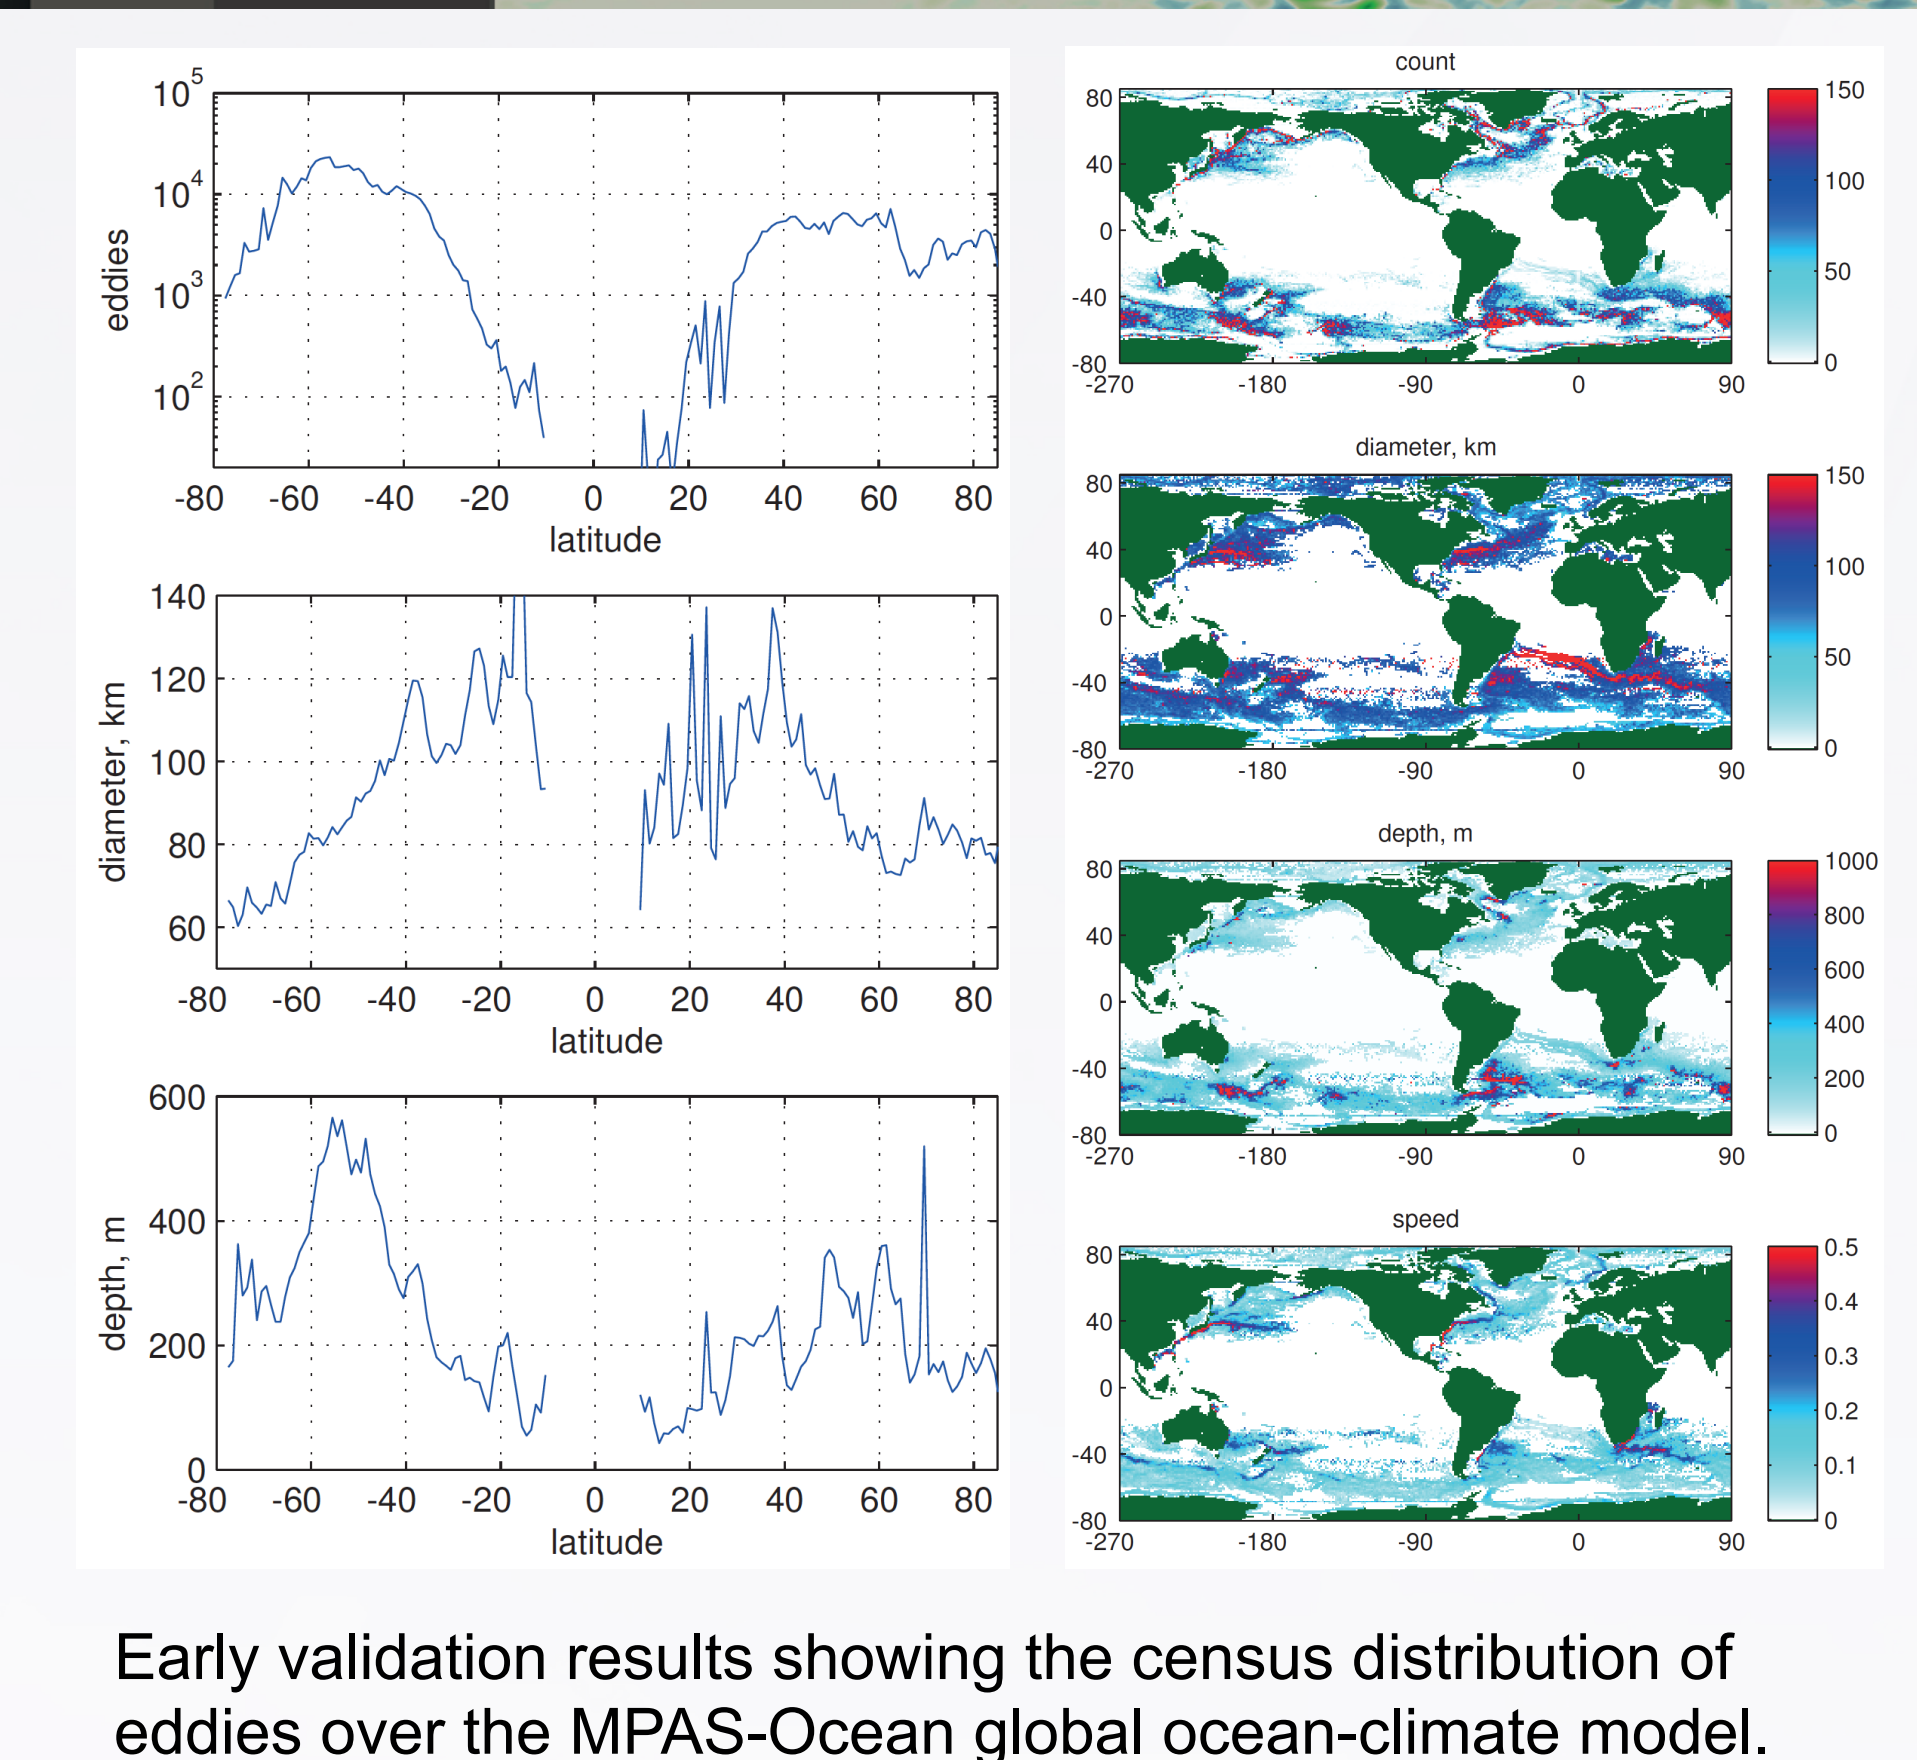 10^5
10^4
10^3
10^2
eddies
-80 -60 -40 -20 0 20 40 60 80
latitude
140
120
100
80
60
diameter, km
-80 -60 -40 -20 0 20 40 60 80
latitude
600
400
200
0
depth, m
-80 -60 -40 -20 0 20 40 60 80
latitude
count
80
40
0
-40
-80
-270 -180 -90 0 90
150
100
50
0
diameter, km
80
40
0
-40
-80
-270 -180 -90 0 90
150
100
50
0
depth, m
80
40
0
-40
-80
-270 -180 -90 0 90
1000
800
600
400
200
0
speed
80
40
0
-40
-80
-270 -180 -90 0 90
0.5
0.4
0.3
0.2
0.1
0
Early validation results showing the census distribution of
eddies over the MPAS-Ocean global ocean-climate model.